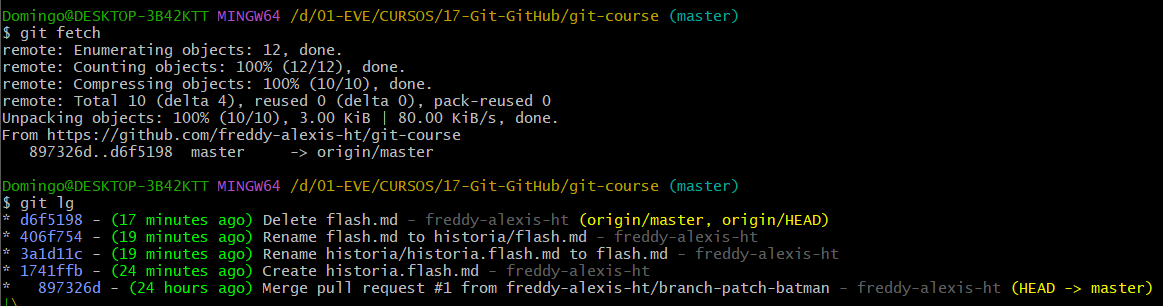 Domingo@DESKTOP-3B42KTT MINGW64 /d/01-EVE/CURSOS/17-Git-GitHub/git-course (master)
$ git fetch
remote: Enumerating objects: 12, done.
remote: Counting objects: 100% (12/12), done.
remote: Compressing objects: 100% (10/10), done.
remote: Total 10 (delta 4), reused 0 (delta 0), pack-reused 0
Unpacking objects: 100% (10/10), 3.00 KiB | 80.00 KiB/s, done.
From https://github.com/freddy-alexis-ht/git-course
   897326d..d6f5198  master     -> origin/master
Domingo@DESKTOP-3B42KTT MINGW64 /d/01-EVE/CURSOS/17-Git-GitHub/git-course (master)
$ git lg
* d6f5198 - (17 minutes ago) Delete flash.md - freddy-alexis-ht (origin/master, origin/HEAD)
* 406f754 - (19 minutes ago) Rename flash.md to historia/flash.md - freddy-alexis-ht
* 3a1d11c - (19 minutes ago) Rename historia/historia.flash.md to flash.md - freddy-alexis-ht
* 1741ffb - (24 minutes ago) Create historia.flash.md - freddy-alexis-ht
*   897326d - (24 hours ago) Merge pull request #1 from freddy-alexis-ht/branch-patch-batman - freddy-alexis-ht (HEAD -> master)
|\